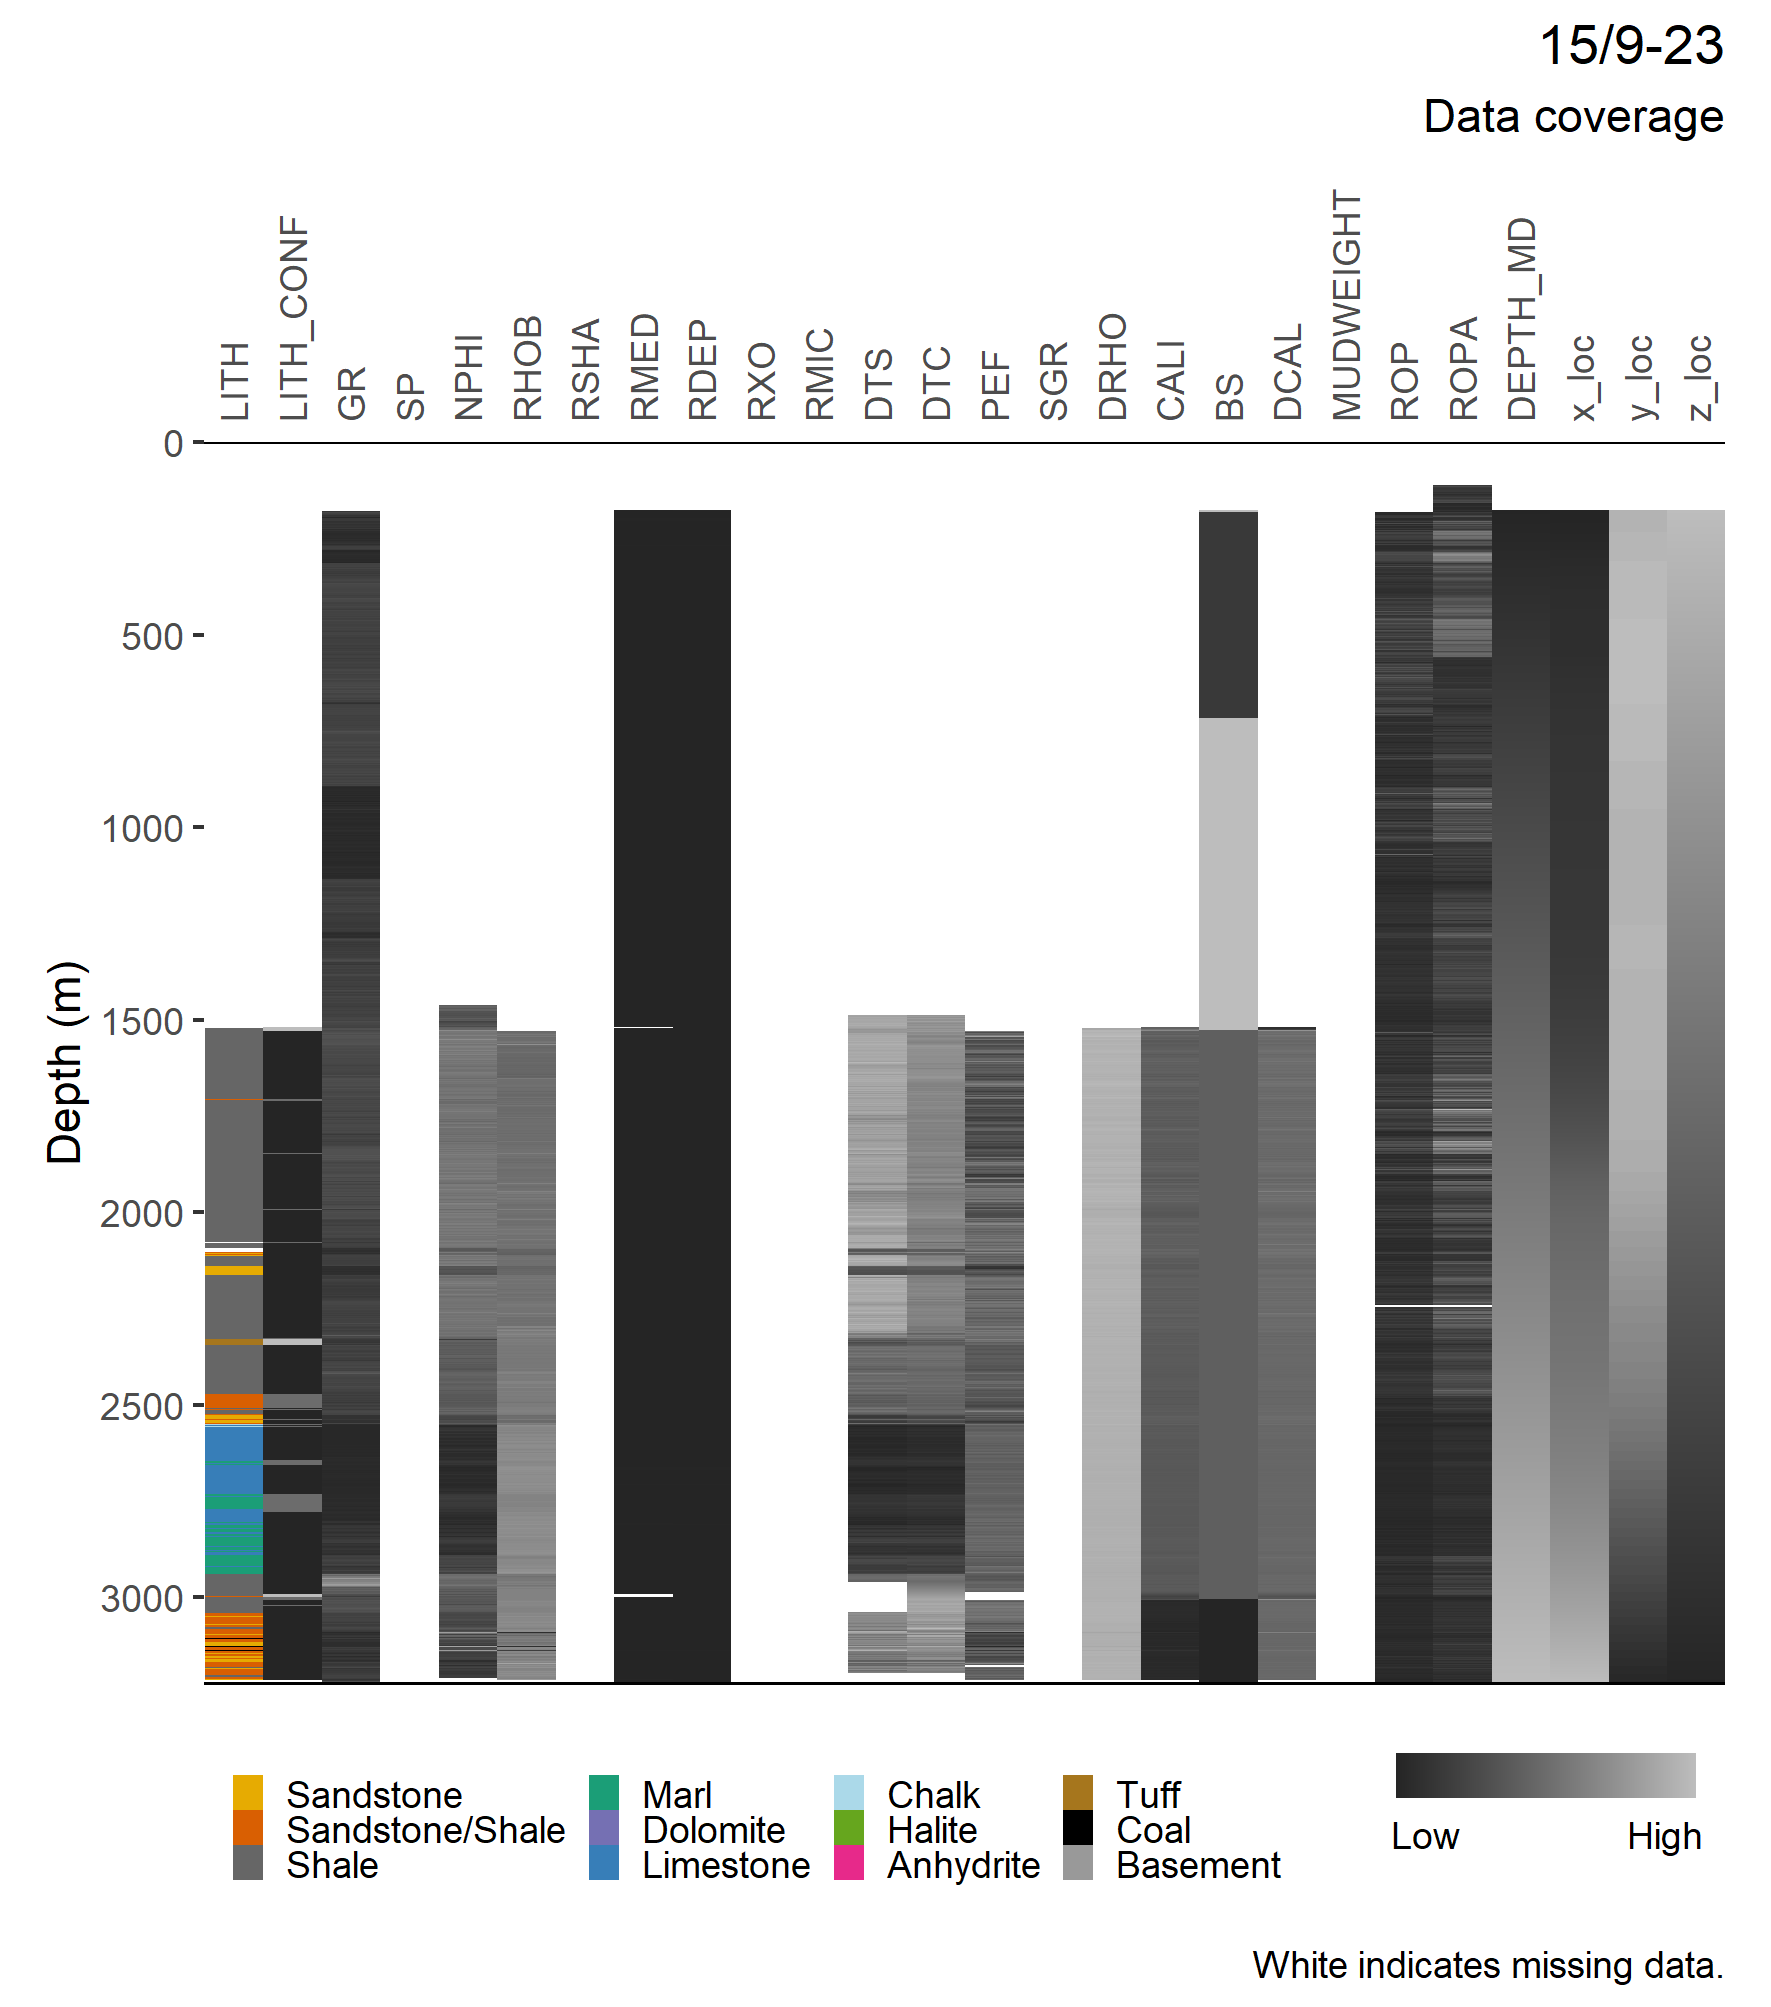 15/9-23
Data coverage
LITH
LITH_CONF
GR
SP
NPHI
RHOB
RSHA
RMED
RDEP
RXO
RMIC
DTS
DTC
PEF
SGR
DRHO
CALI
BS
DCAL
MUDWEIGHT
ROP
ROPA
DEPTH_MD
x_loc
y_loc
z_loc
Depth (m)
0
500
1000
1500
2000
2500
3000
Sandstone
Sandstone/Shale
Shale
Marl
Dolomite
Limestone
Chalk
Halite
Anhydrite
Tuff
Coal
Basement
Low High
White indicates missing data.